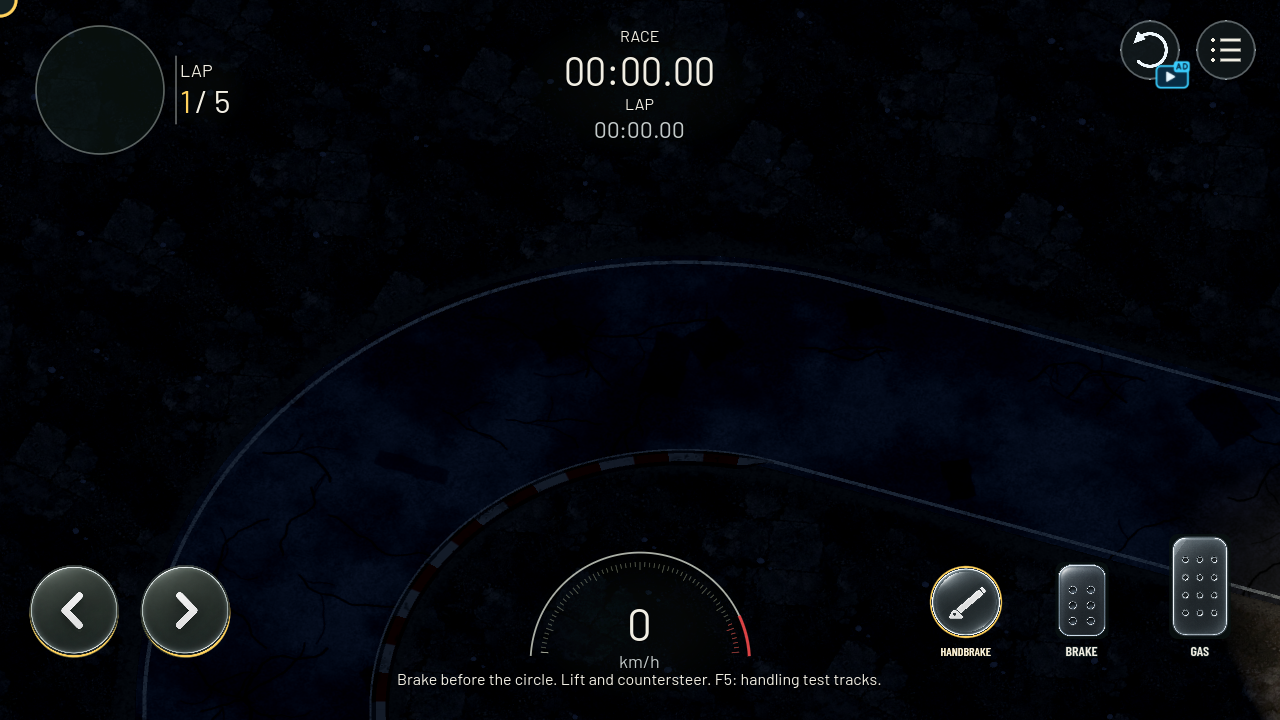 LAP
1/ 5
RACE
00:00.00
LAP
00:00.00
AD
0
km/h
HANDBRAKE
BRAKE
GAS
Brake before the circle. Lift and countersteer. F5: handling test tracks.